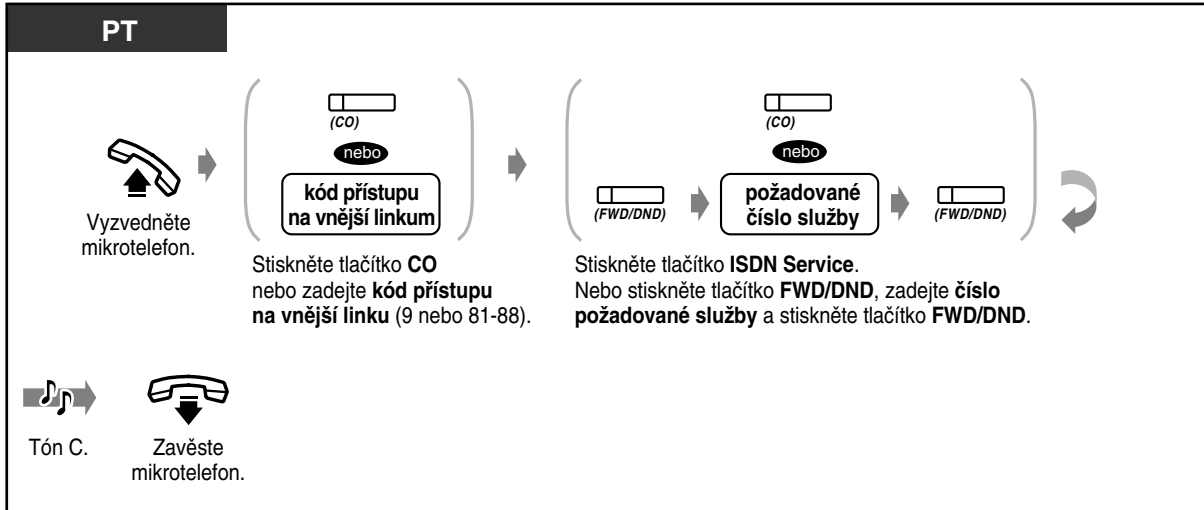 PT
(CO)
nebo
kód přístupu
na vnější linkum
Vyzvedněte
mikrotelefon.
Stiskněte tlačítko CO
nebo zadejte kód přístupu
na vnější linku (9 nebo 81-88).
(CO)
nebo
(FWD/DND)
požadované
číslo služby
(FWD/DND)
Stiskněte tlačítko ISDN Service.
Nebo stiskněte tlačítko FWD/DND, zadejte číslo
požadované služby a stiskněte tlačítko FWD/DND.
Tón C.
Zavěste
mikrotelefon.